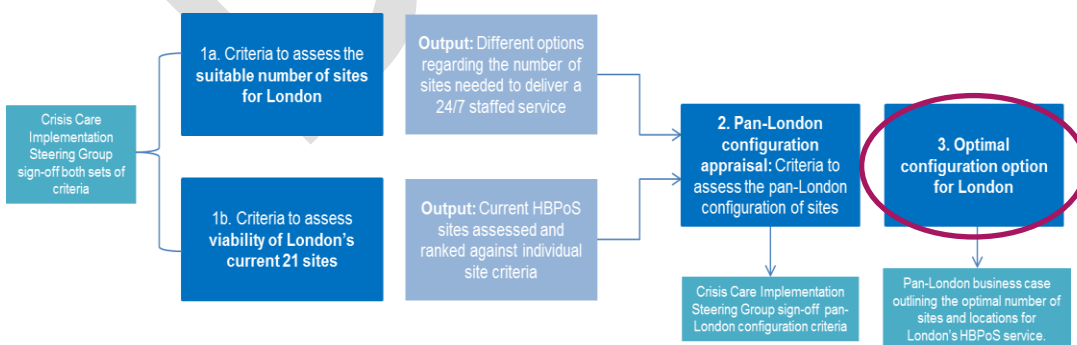 Crisis Care
Implementation
Steering Group
sign-off both sets of
criteria
1a. Criteria to assess the
suitable number of sites
for London
1b. Criteria to assess
viability of London's
current 21 sites
Output: Different options
regarding the number of
sites needed to deliver a
24/7 staffed service
Output: Current HBPoS
sites assessed and
ranked against individual
site criteria
2. Pan-London
configuration
appraisal: Criteria to
assess the pan-London
configuration of sites
Crisis Care Implementation
Steering Group sign-off pan-
London configuration criteria
3. Optimal
configuration option
for London
Pan-London business case
outlining the optimal number of
sites and locations for
London's HBPoS service.